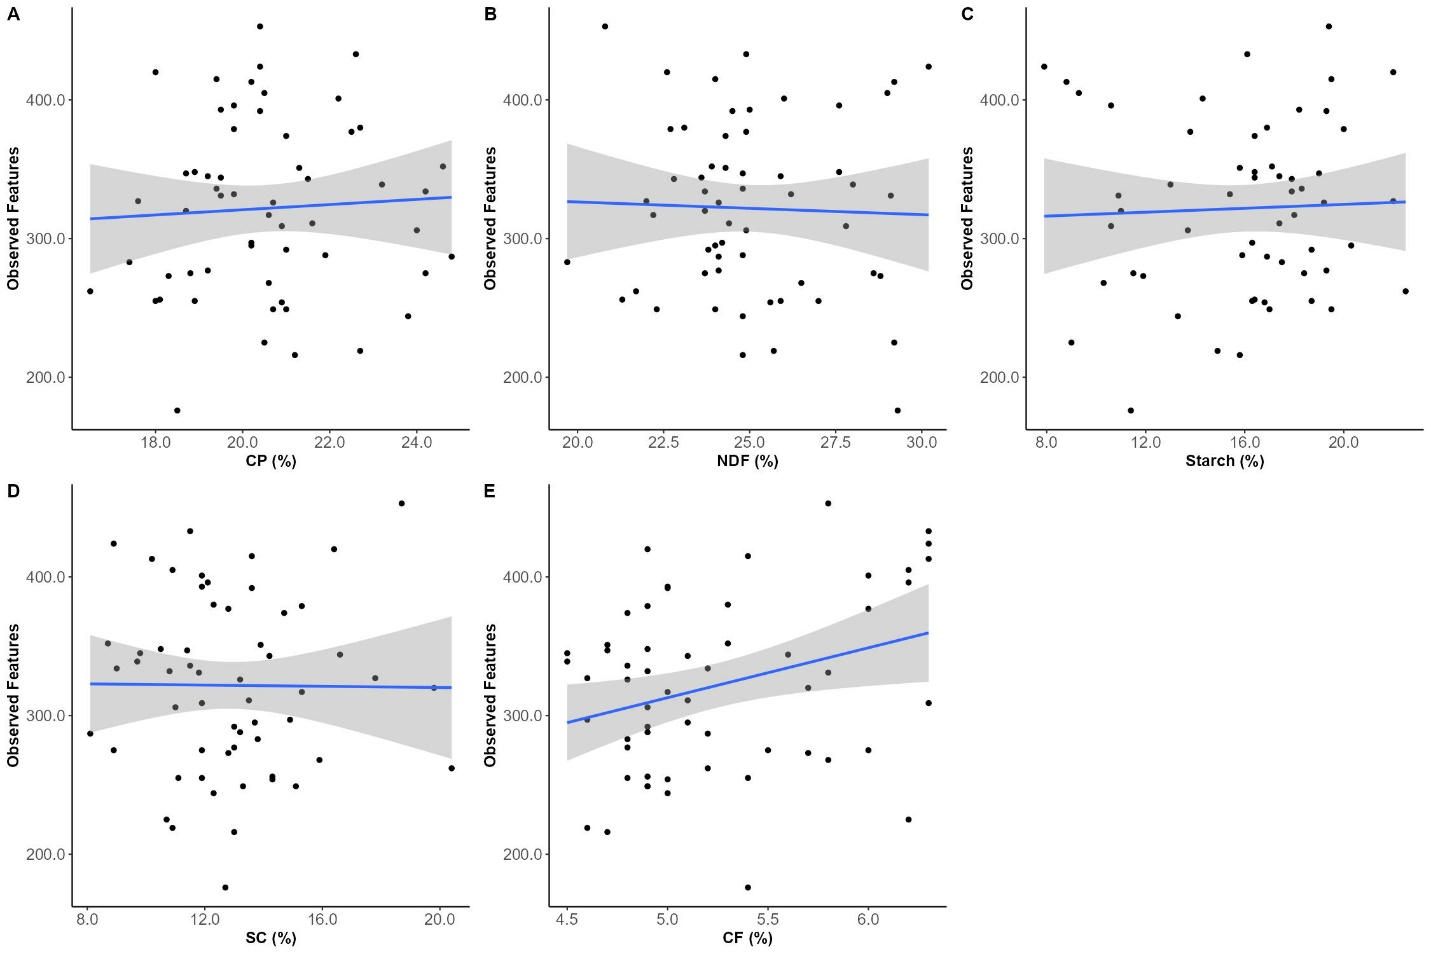 A
Observed Features
400.0
300.0
200.0
18.0 20.0 22.0 24.0
CP (%)
B
Observed Features
400.0
300.0
200.0
20.0 22.5 25.0 27.5 30.0
NDF (%)
C
Observed Features
400.0
300.0
200.0
8.0 12.0 16.0 20.0
Starch (%)
D
Observed Features
400.0
300.0
200.0
8.0 12.0 16.0 20.0
SC (%)
E
Observed Features
400.0
300.0
200.0
4.5 5.0 5.5 6.0
CF (%)